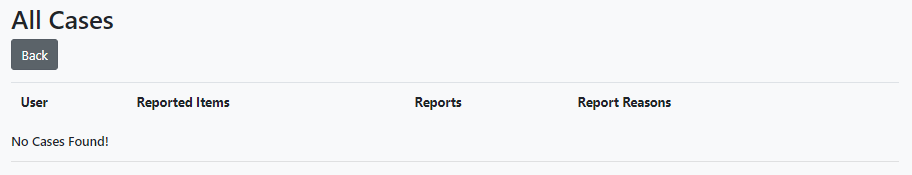 All Cases
Back
User Reported Items Reports Report Reasons
No Cases Found!